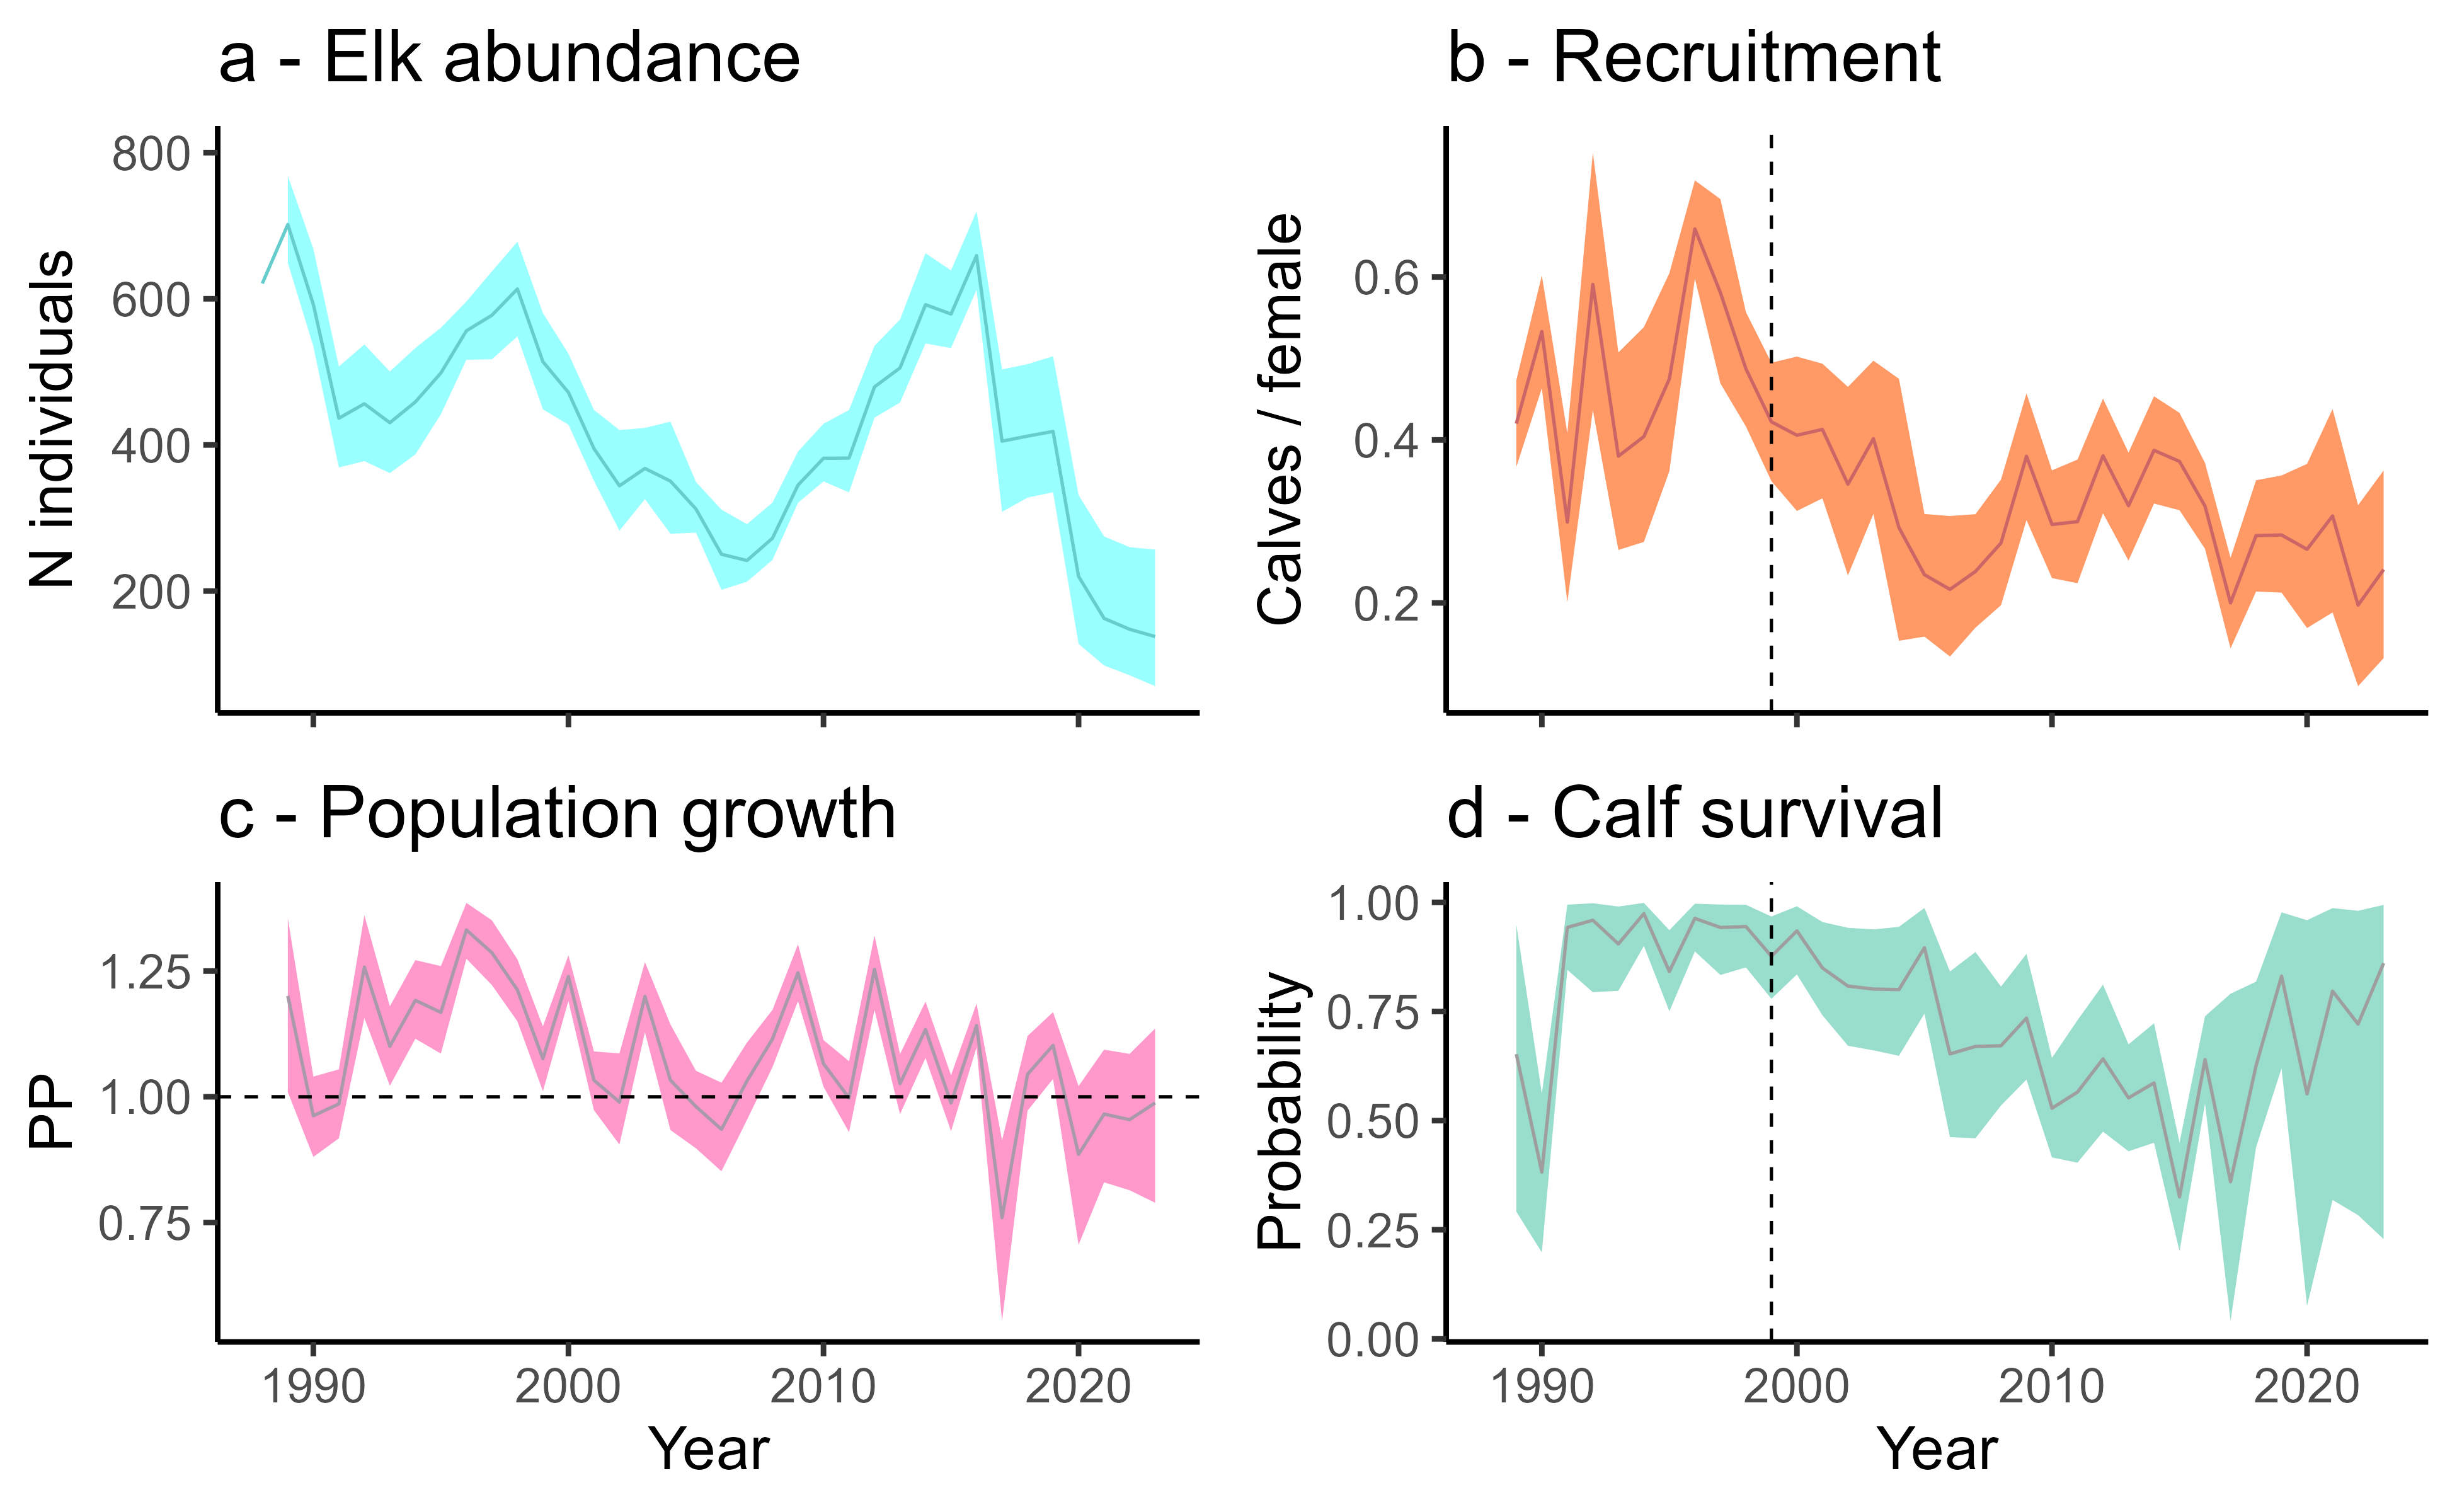 a - Elk abundance
N individuals
800
600
400
200
b - Recruitment
Calves / female
0.6
0.4
0.2
c - Population growth
PP
1.25
1.00
0.75
1990 2000 2010 2020
Year
d - Calf survival
Probability
1.00
0.75
0.50
0.25
0.00
1990 2000 2010 2020
Year